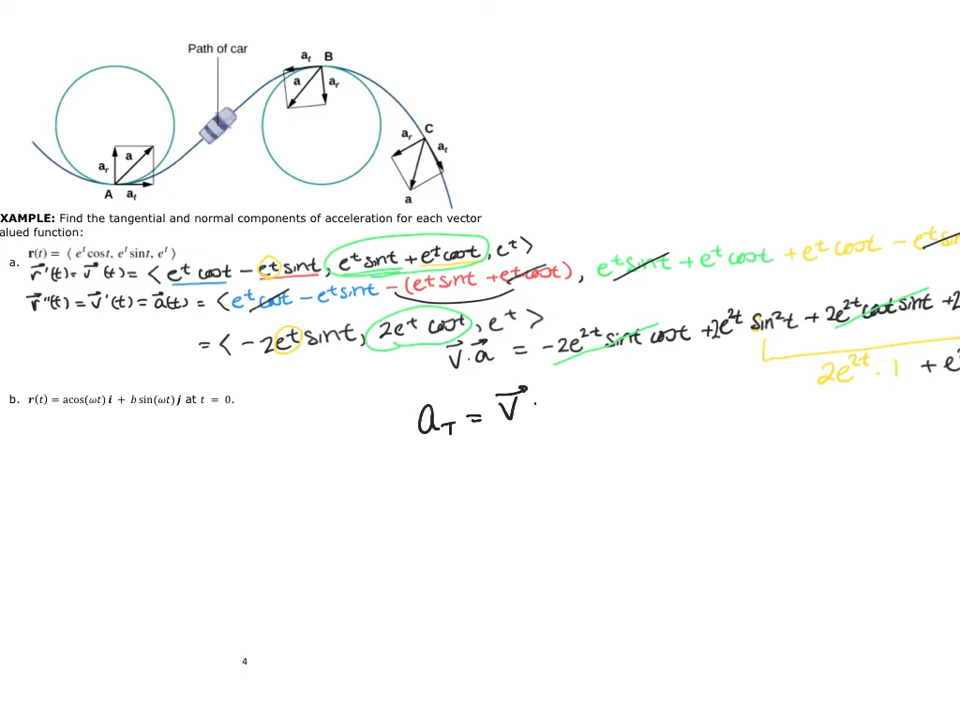 Path of car
a_t B
a a_r
a_r C
a_t
a
a_r a
A a_t
XAMPLE: Find the tangential and normal components of acceleration for each vector
alued function:
a. r(t) = ⟨ e^t cost, e^t sint, e^t ⟩
r⃗'(t) = v⃗(t) = < e^t cost − e^t sint, e^t sint + e^t cost, e^t >
r⃗''(t) = v⃗'(t) = a⃗(t) = < e^t cost − e^t sint − (e^t sint + e^t cost), e^t sint + e^t cost + e^t cost − e^t
= < −2e^t sint, 2e^t cost, e^t >
v⃗·a⃗ = −2e^2t sint cost + 2e^2t sin^2 t + 2e^2t cost sint + 2
2e^2t · 1 + e
b. r(t) = acos(ωt) i + b sin(ωt) j at t = 0.
a_T = v⃗ ·
4